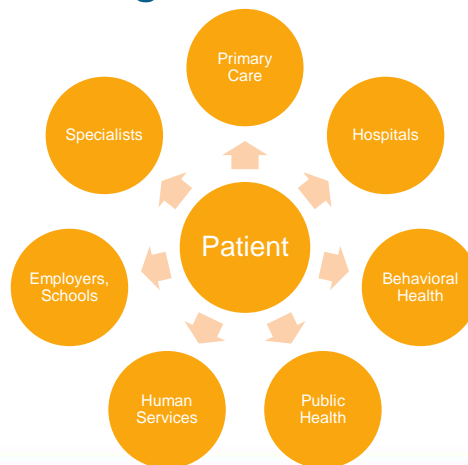 Primary
Care
Specialists
Hospitals
Patient
Employers,
Schools
Behavioral
Health
Human
Services
Public
Health